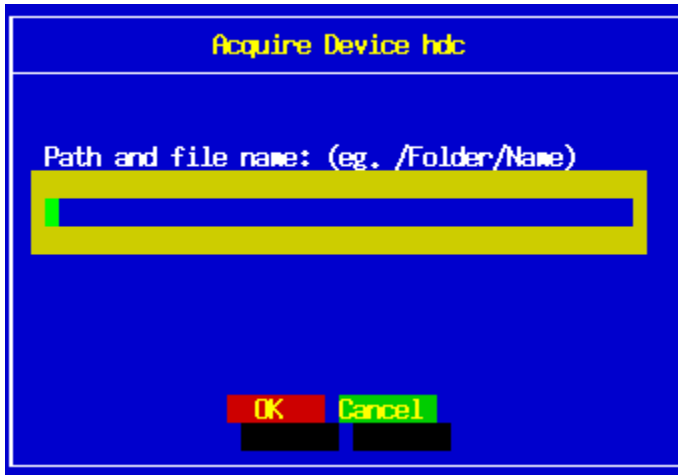 Acquire Device hdc
Path and file name: (eg. /Folder/Name)
OK Cancel